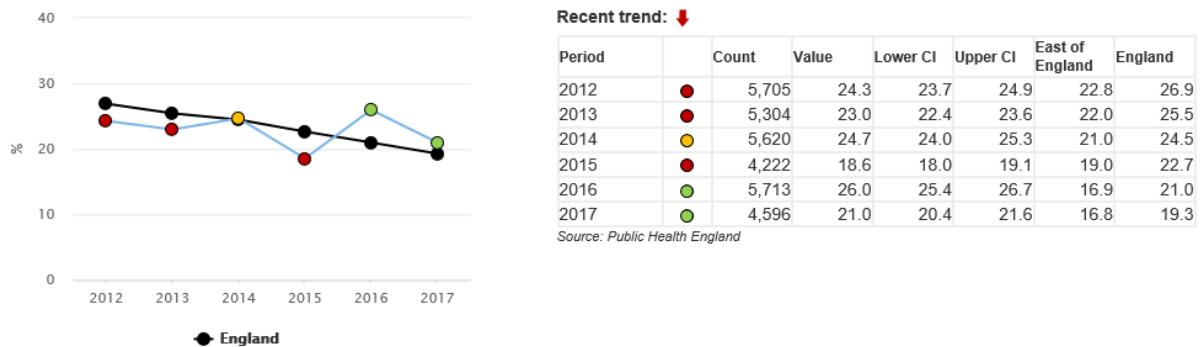 40
30
20
10
0
%
2012 2013 2014 2015 2016 2017
England
Recent trend:
Period Count Value Lower CI Upper CI East of England England
2012 5,705 24.3 23.7 24.9 22.8 26.9
2013 5,304 23.0 22.4 23.6 22.0 25.5
2014 5,620 24.7 24.0 25.3 21.0 24.5
2015 4,222 18.6 18.0 19.1 19.0 22.7
2016 5,713 26.0 25.4 26.7 16.9 21.0
2017 4,596 21.0 20.4 21.6 16.8 19.3
Source: Public Health England